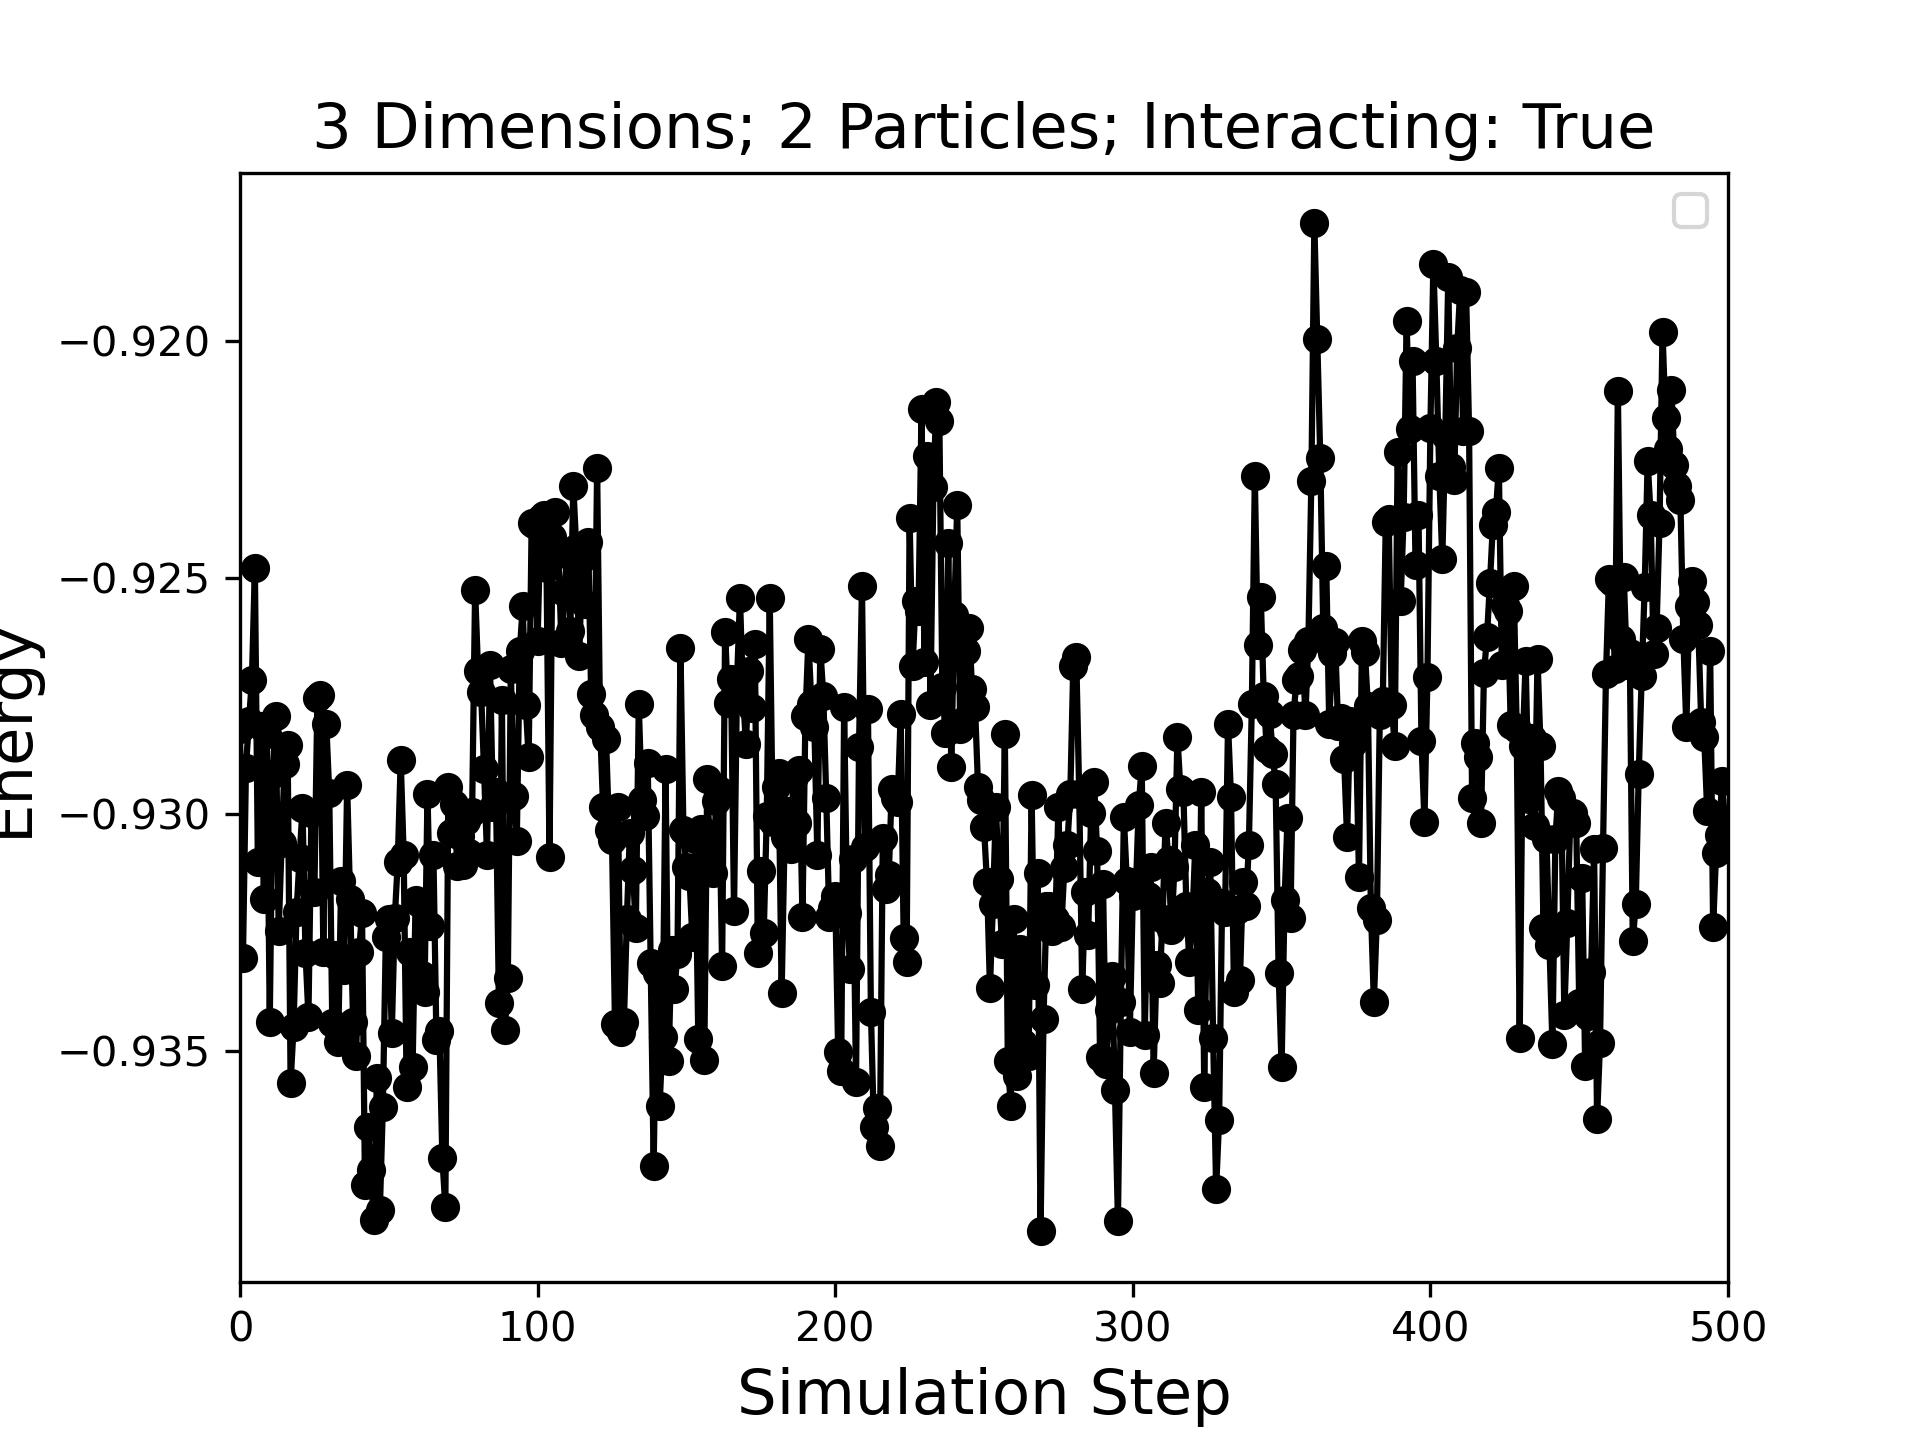 3 Dimensions; 2 Particles; Interacting: True
Energy
−0.920
−0.925
−0.930
−0.935
0 100 200 300 400 500
Simulation Step